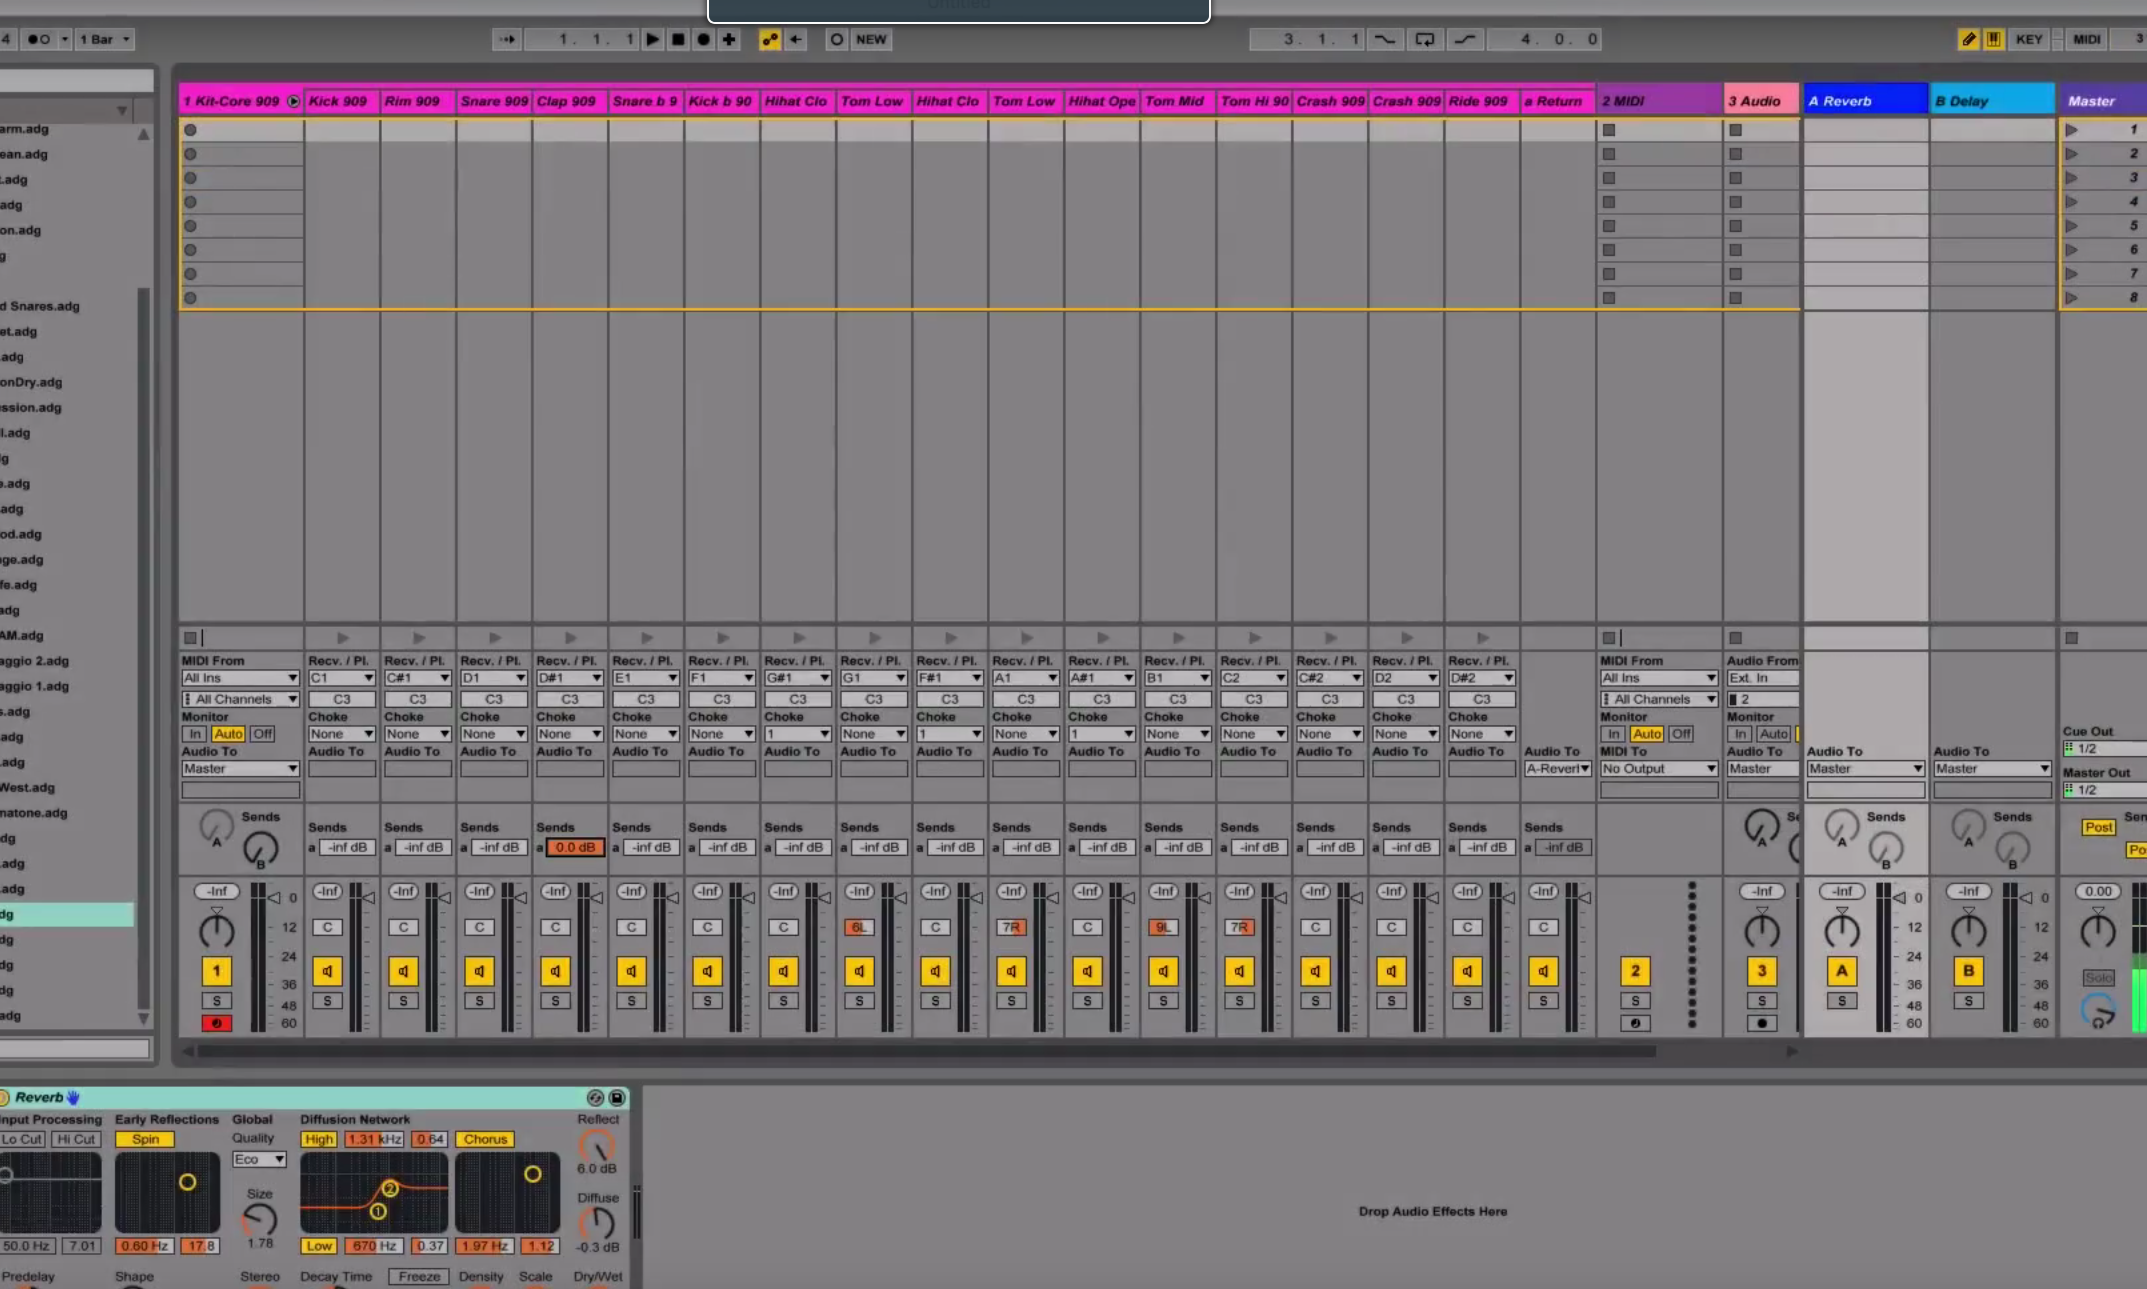 Untitled
4 1 Bar 1. 1. 1 NEW 3. 1. 1 4. 0. 0 KEY MIDI 3
1 Kit-Core 909 Kick 909 Rim 909 Snare 909 Clap 909 Snare b 9 Kick b 90 Hihat Clo Tom Low Hihat Clo Tom Low Hihat Ope Tom Mid Tom Hi 90 Crash 909 Crash 909 Ride 909 a Return 2 MIDI 3 Audio A Reverb B Delay Master
1
2
3
4
5
6
7
8
arm.adg
ean.adg
t.adg
adg
on.adg
g
d Snares.adg
et.adg
.adg
onDry.adg
ssion.adg
ll.adg
lg
e.adg
.adg
od.adg
ge.adg
fe.adg
adg
AM.adg
aggio 2.adg
aggio 1.adg
s.adg
adg
.adg
West.adg
matone.adg
dg
.adg
.adg
dg
dg
dg
dg
adg
MIDI From Recv. / Pl. Recv. / Pl. Recv. / Pl. Recv. / Pl. Recv. / Pl. Recv. / Pl. Recv. / Pl. Recv. / Pl. Recv. / Pl. Recv. / Pl. Recv. / Pl. Recv. / Pl. Recv. / Pl. Recv. / Pl. Recv. / Pl. Recv. / Pl. MIDI From Audio From
All Ins C1 C#1 D1 D#1 E1 F1 G#1 G1 F#1 A1 A#1 B1 C2 C#2 D2 D#2 All Ins Ext. In
All Channels C3 C3 C3 C3 C3 C3 C3 C3 C3 C3 C3 C3 C3 C3 C3 C3 All Channels 2
Monitor Choke Choke Choke Choke Choke Choke Choke Choke Choke Choke Choke Choke Choke Choke Choke Choke Monitor Monitor
In Auto Off None None None None None None 1 None 1 None 1 None None None None None In Auto Off In Auto Cue Out
Audio To Audio To Audio To Audio To Audio To Audio To Audio To Audio To Audio To Audio To Audio To Audio To Audio To Audio To Audio To Audio To Audio To Audio To MIDI To Audio To Audio To Audio To 1/2
Master A-Reverl No Output Master Master Master Master Out
1/2
Sends Sends Sends
A B A A B A B Post
Sends Sends Sends Sends Sends Sends Sends Sends Sends Sends Sends Sends Sends Sends Sends Sends Sends
a -inf dB a -inf dB a -inf dB a 0.0 dB a -inf dB a -inf dB a -inf dB a -inf dB a -inf dB a -inf dB a -inf dB a -inf dB a -inf dB a -inf dB a -inf dB a -inf dB a -inf dB Po
-Inf 0 -Inf -Inf -Inf -Inf -Inf -Inf -Inf -Inf -Inf -Inf -Inf -Inf -Inf -Inf -Inf -Inf -Inf -Inf -Inf 0 -Inf 0 0.00
12 C C C C C C C 6L C 7R C 9L 7R C C C C 12 12
24 24 24
1 2 3 A B
36 36 36 Solo
S S S S S S S S S S S S S S S S S S S S S
48 48 48
60 60 60
Reverb
Input Processing Early Reflections Global Diffusion Network Reflect
Lo Cut Hi Cut Spin Quality High 1.31 kHz 0.64 Chorus
Eco 6.0 dB
2
1
Size Diffuse
50.0 Hz 7.01 0.60 Hz 17.8 1.78 Low 670 Hz 0.37 1.97 Hz 1.12 -0.3 dB
Predelay Shape Stereo Decay Time Freeze Density Scale Dry/Wet
Drop Audio Effects Here